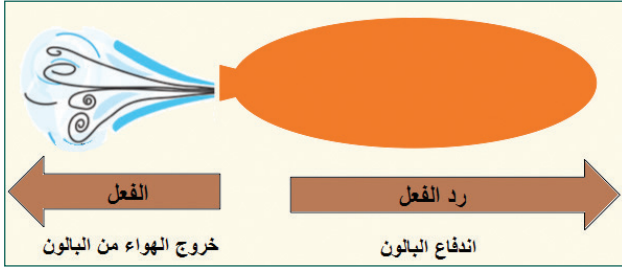 رد الفعل
الفعل
اندفاع البالون
خروج الهواء من البالون